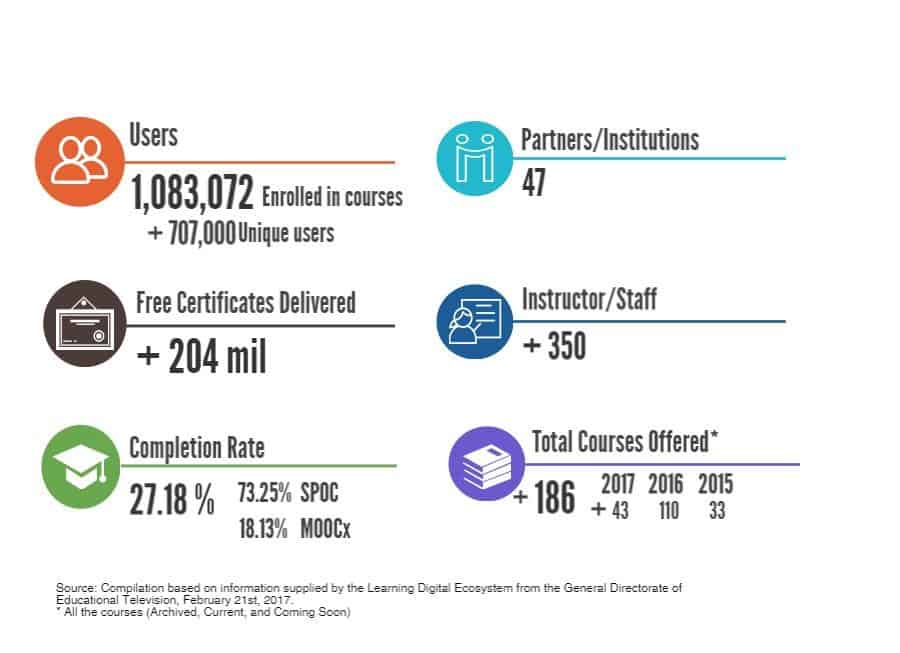 Users
1,083,072 Enrolled in courses
+ 707,000 Unique users
Partners/Institutions
47
Free Certificates Delivered
+ 204 mil
Instructor/Staff
+ 350
Completion Rate
27.18 %
73.25% SPOC
18.13% MOOCx
Total Courses Offered*
+ 186
2017 2016 2015
+ 43 110 33
Source: Compilation based on information supplied by the Learning Digital Ecosystem from the General Directorate of
Educational Television, February 21st, 2017.
* All the courses (Archived, Current, and Coming Soon)